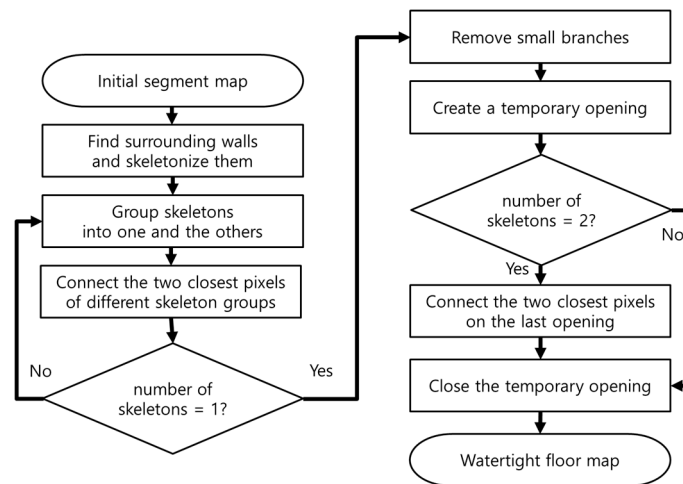 Initial segment map
Find surrounding walls
and skeletonize them
Group skeletons
into one and the others
Connect the two closest pixels
of different skeleton groups
number of
skeletons = 1?
No
Yes
Remove small branches
Create a temporary opening
number of
skeletons = 2?
No
Yes
Connect the two closest pixels
on the last opening
Close the temporary opening
Watertight floor map